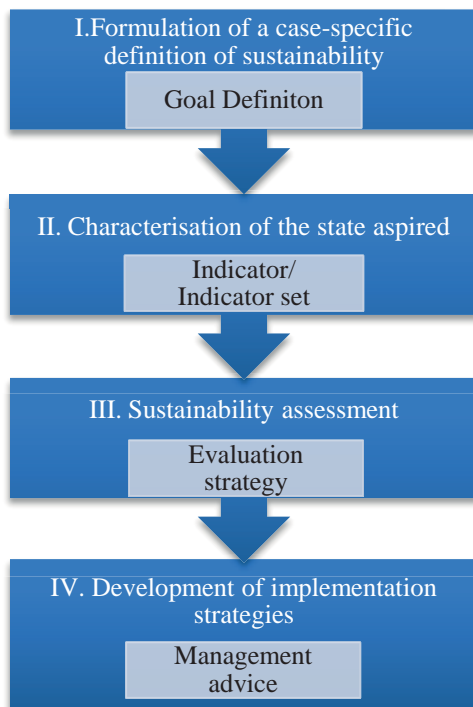 I.Formulation of a case-specific
definition of sustainability
Goal Definiton
II. Characterisation of the state aspired
Indicator/
Indicator set
III. Sustainability assessment
Evaluation
strategy
IV. Development of implementation
strategies
Management
advice